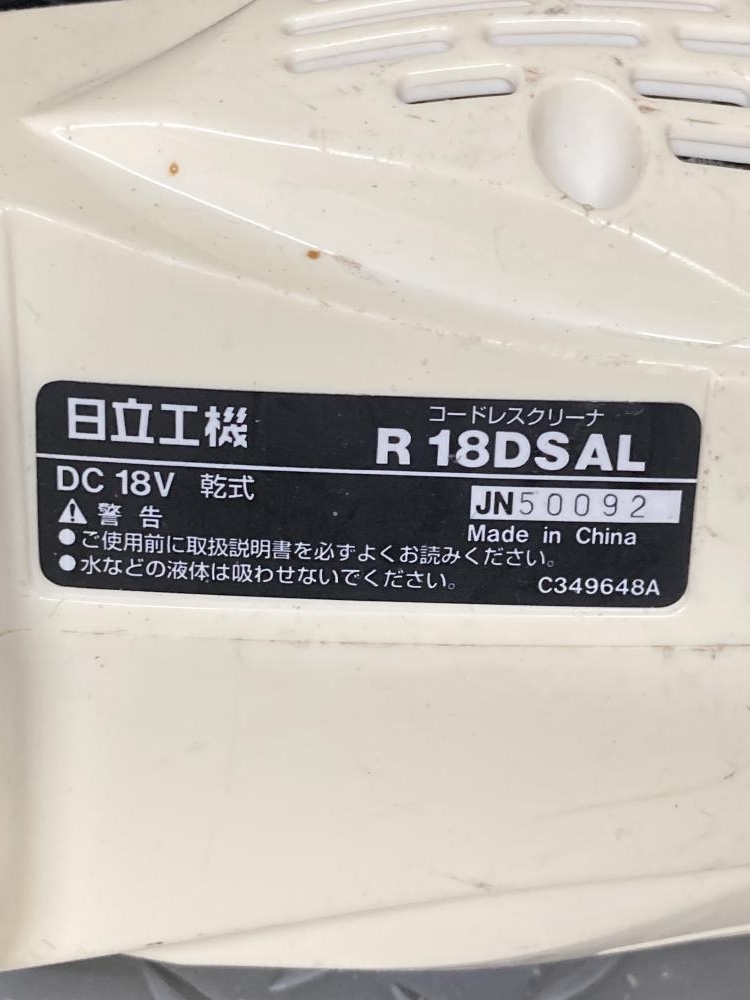 日立工機
コードレスクリーナ
R 18DSAL
DC 18V 乾式
JN50092
⚠ 警告
Made in China
●ご使用前に取扱説明書を必ずよくお読みください。
●水などの液体は吸わせないでください。
C349648A